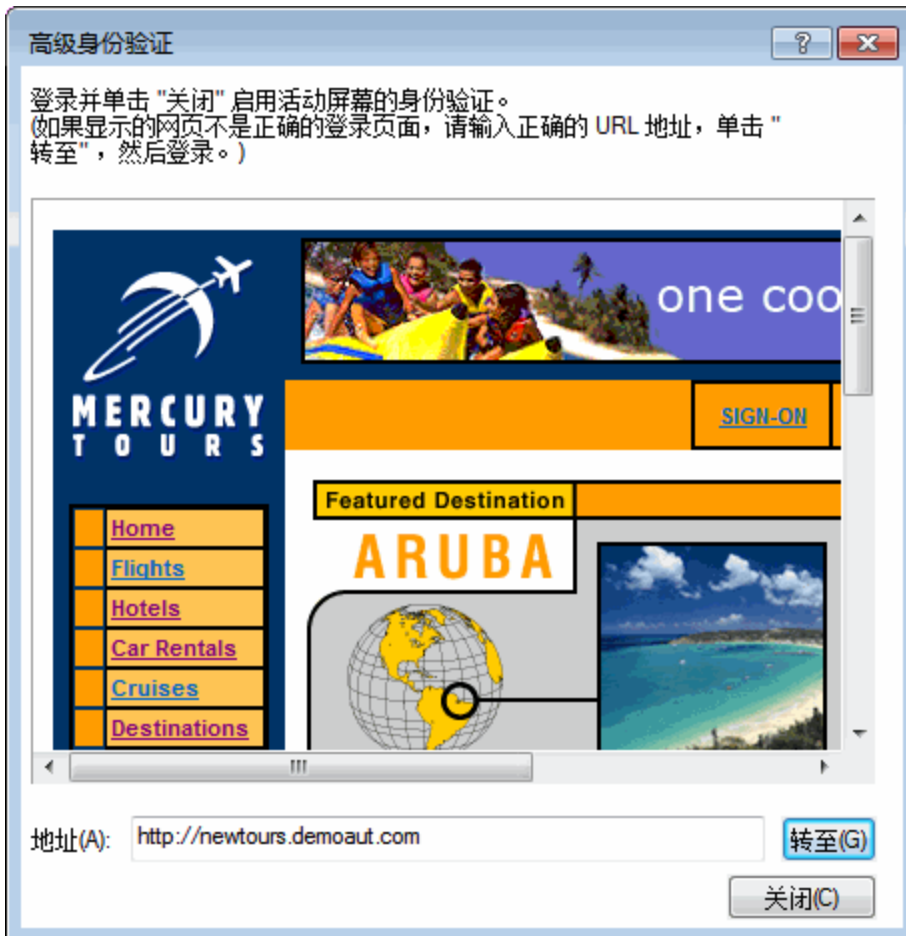 高级身份验证
登录并单击 "关闭" 启用活动屏幕的身份验证。
(如果显示的网页不是正确的登录页面，请输入正确的 URL 地址，单击 "
转至"，然后登录。)
one coo
MERCURY
TOURS
SIGN-ON
Featured Destination
ARUBA
Home
Flights
Hotels
Car Rentals
Cruises
Destinations
地址(A): http://newtours.demoaut.com 转至(G)
关闭(C)